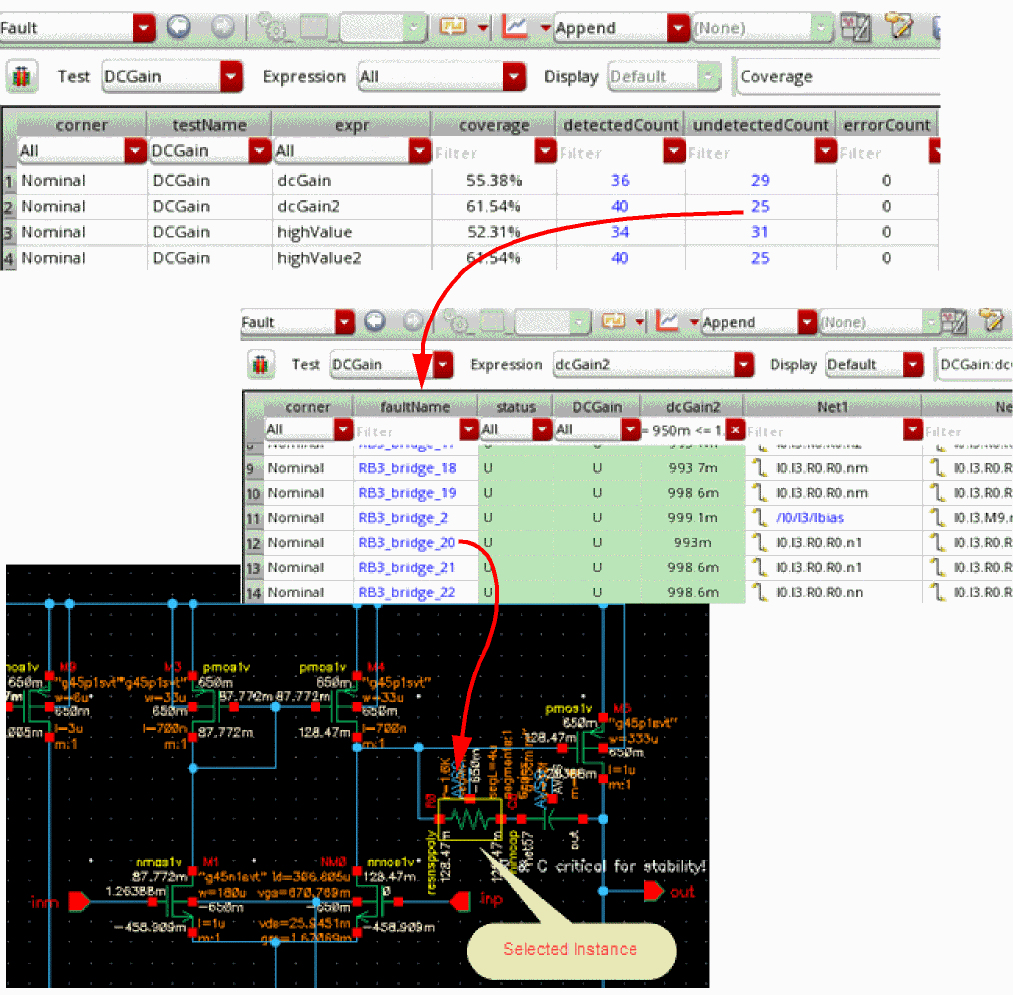 Fault Append (None)
Test DCGain Expression All Display Default Coverage
corner testName expr coverage detectedCount undetectedCount errorCount
All DCGain All Filter Filter Filter Filter
1 Nominal DCGain dcGain 55.38% 36 29 0
2 Nominal DCGain dcGain2 61.54% 40 25 0
3 Nominal DCGain highValue 52.31% 34 31 0
4 Nominal DCGain highValue2 61.54% 40 25 0
Fault Append (None)
Test DCGain Expression dcGain2 Display Default DCGain:dc
corner faultName status DCGain dcGain2 Net1 Ne
All Filter All All = 950m <= 1. Filter Filter
9 Nominal RB3_bridge_18 U U 993 7m I0.I3.R0.R0.nm I0.I3.R0.R
10 Nominal RB3_bridge_19 U U 998 6m I0.I3.R0.R0.nm I0.I3.R0.R
11 Nominal RB3_bridge_2 U U 999 1m /I0/I3/Ibias I0.I3.M9.
12 Nominal RB3_bridge_20 U U 993m I0.I3.R0.R0.n1 I0.I3.R0.R
13 Nominal RB3_bridge_21 U U 998 6m I0.I3.R0.R0.n1 I0.I3.R0.R
14 Nominal RB3_bridge_22 U U 998.6m I0.I3.R0.R0.nn I0.I3.R0.R
M9 M3 pmos1v pmos1v M4
650m "g45p1svt" 650m 650m "g45p1svt"
w=6u w=33u 87.772m 87.772m w=33u
650m 650m 650m
l=3u l=700n 87.772m 128.47m l=700n
m:1 m:1 m:1
pmos1v M5
650m "g45p1svt"
128.47m w=333u
650m
l=1u
m:1
r=1.6K -650m segL=4u segments:1
R0
resnsppoly 128.47m net57 out
R C critical for stability!
nmos1v M1 NM0 nmos1v
87.772m "g45n1svt" Id=306.605u 128.47m
1.26388m w=180u vgs=670.769m 0
inm -650m -650m inp out
-458.909m l=1u vds=25.9451m -458.909m
m:1
Selected Instance